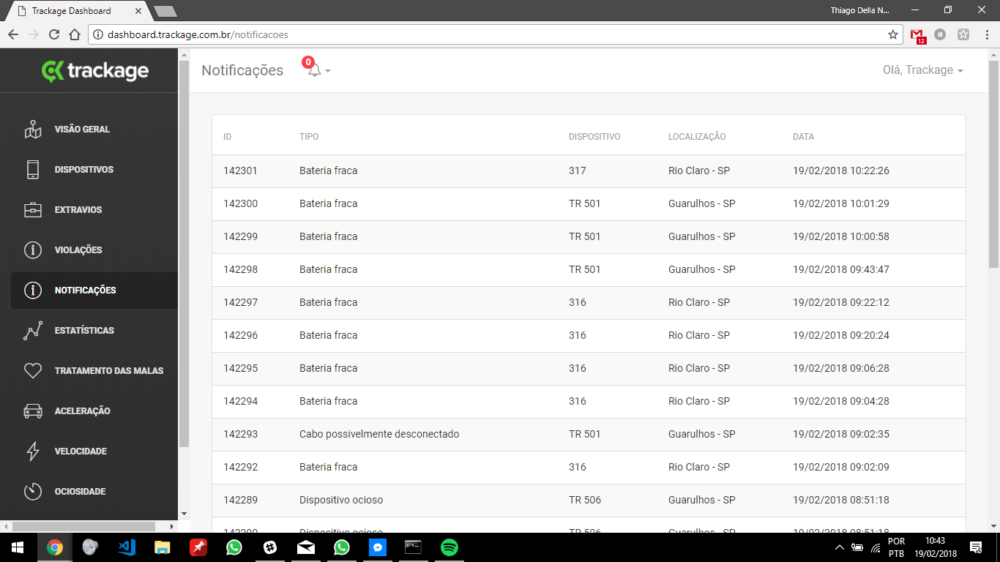 Trackage Dashboard
Thiago Della N...
dashboard.trackage.com.br/notificacoes
12
trackage
Notificações
0
Olá, Trackage
VISÃO GERAL
DISPOSITIVOS
EXTRAVIOS
VIOLAÇÕES
NOTIFICAÇÕES
ESTATÍSTICAS
TRATAMENTO DAS MALAS
ACELERAÇÃO
VELOCIDADE
OCIOSIDADE
ID TIPO DISPOSITIVO LOCALIZAÇÃO DATA
142301 Bateria fraca 317 Rio Claro - SP 19/02/2018 10:22:26
142300 Bateria fraca TR 501 Guarulhos - SP 19/02/2018 10:01:29
142299 Bateria fraca TR 501 Guarulhos - SP 19/02/2018 10:00:58
142298 Bateria fraca TR 501 Guarulhos - SP 19/02/2018 09:43:47
142297 Bateria fraca 316 Rio Claro - SP 19/02/2018 09:22:12
142296 Bateria fraca 316 Rio Claro - SP 19/02/2018 09:20:24
142295 Bateria fraca 316 Rio Claro - SP 19/02/2018 09:06:28
142294 Bateria fraca 316 Rio Claro - SP 19/02/2018 09:04:28
142293 Cabo possivelmente desconectado TR 501 Guarulhos - SP 19/02/2018 09:02:35
142292 Bateria fraca 316 Rio Claro - SP 19/02/2018 09:02:09
142289 Dispositivo ocioso TR 506 Guarulhos - SP 19/02/2018 08:51:18
142290 Dispositivo ocioso TR 506 Guarulhos - SP 19/02/2018 08:51:18
POR
PTB
10:43
19/02/2018